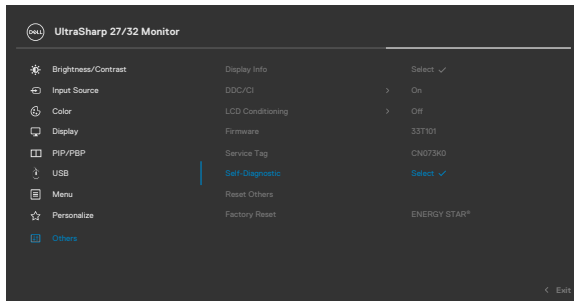 DELL UltraSharp 27/32 Monitor
Brightness/Contrast Display Info Select ✓
Input Source DDC/CI > On
Color LCD Conditioning > Off
Display Firmware 33T101
PIP/PBP Service Tag CN073K0
USB Self-Diagnostic Select ✓
Menu Reset Others
Personalize Factory Reset ENERGY STAR®
Others
< Exit